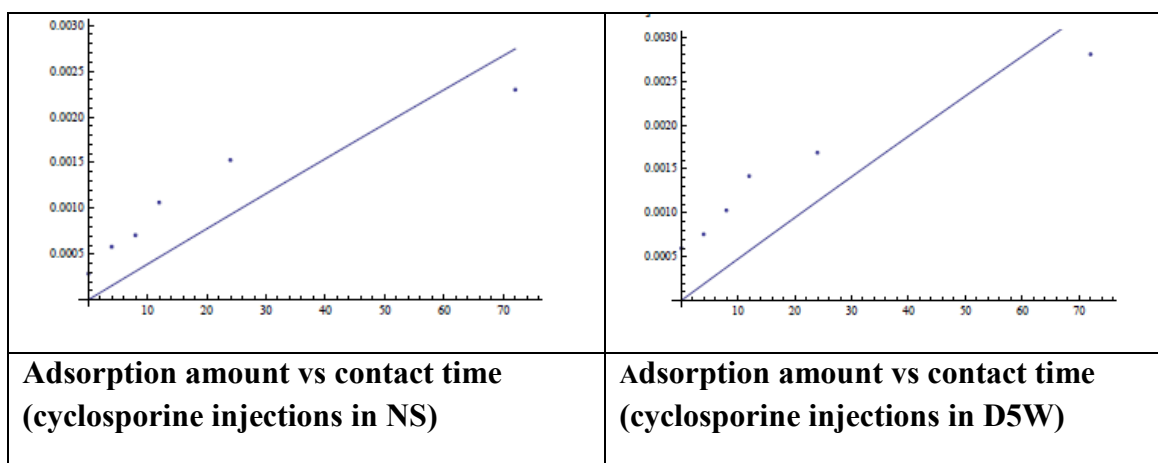 0.0030
0.0025
0.0020
0.0015
0.0010
0.0005
10 20 30 40 50 60 70
0.0030
0.0025
0.0020
0.0015
0.0010
0.0005
10 20 30 40 50 60 70
Adsorption amount vs contact time
(cyclosporine injections in NS)
Adsorption amount vs contact time
(cyclosporine injections in D5W)